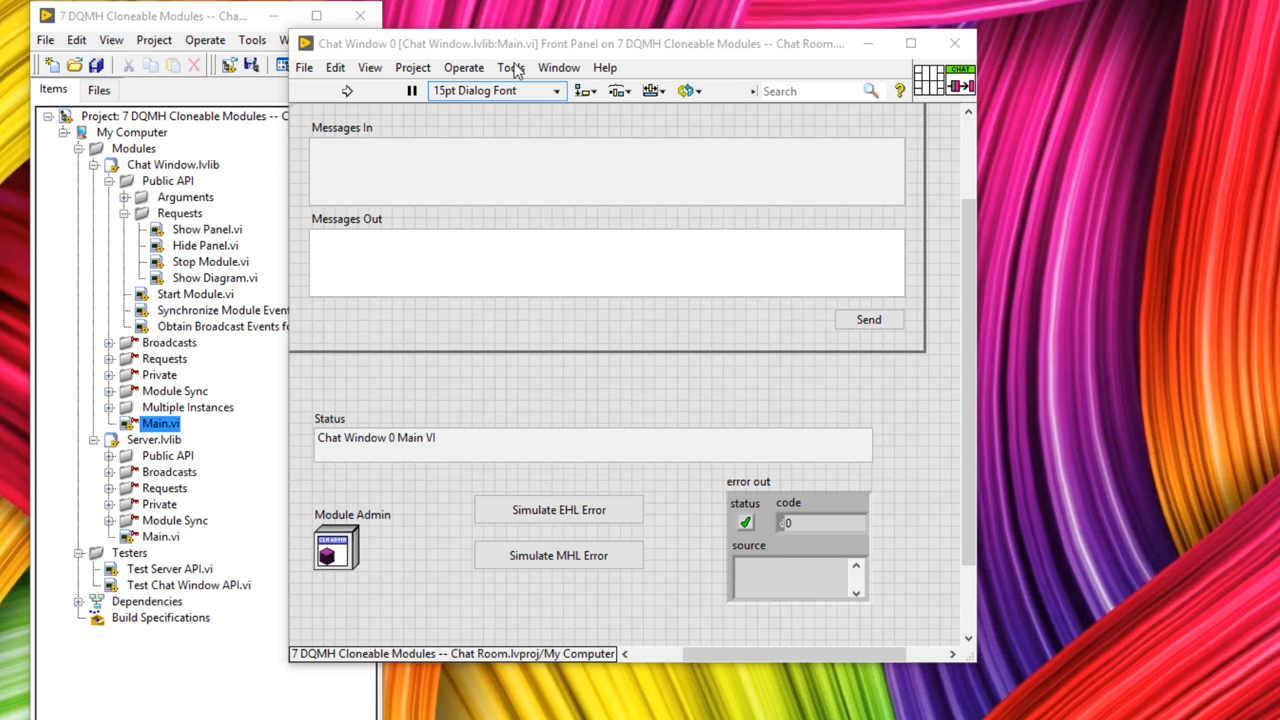 7 DQMH Cloneable Modules -- Cha...
File Edit View Project Operate Tools W
Items Files
Project: 7 DQMH Cloneable Modules -- C
My Computer
Modules
Chat Window.lvlib
Public API
Arguments
Requests
Show Panel.vi
Hide Panel.vi
Stop Module.vi
Show Diagram.vi
Start Module.vi
Synchronize Module Even
Obtain Broadcast Events fo
Broadcasts
Requests
Private
Module Sync
Multiple Instances
Main.vi
Server.lvlib
Public API
Broadcasts
Requests
Private
Module Sync
Main.vi
Testers
Test Server API.vi
Test Chat Window API.vi
Dependencies
Build Specifications
Chat Window 0 [Chat Window.lvlib:Main.vi] Front Panel on 7 DQMH Cloneable Modules -- Chat Room....
File Edit View Project Operate Tools Window Help
15pt Dialog Font Search ?
CHAT
Messages In
Messages Out
Send
Status
Chat Window 0 Main VI
Module Admin
Simulate EHL Error
Simulate MHL Error
error out
status code
d0
source
7 DQMH Cloneable Modules -- Chat Room.lvproj/My Computer